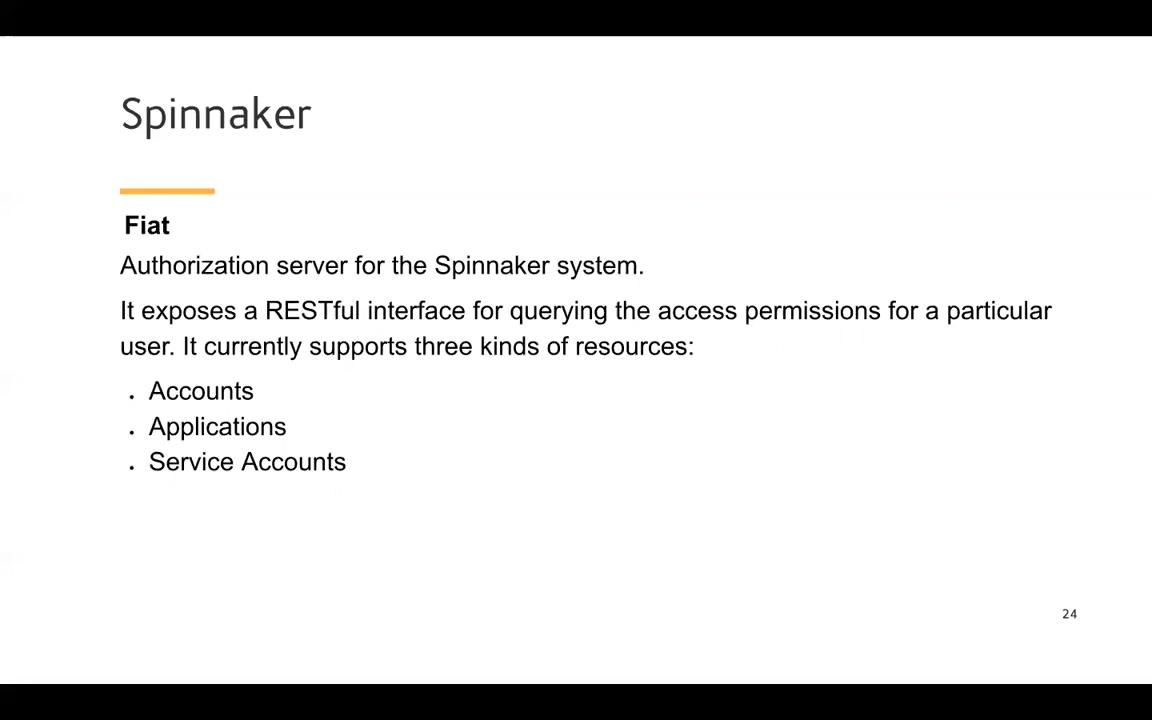 Spinnaker
Fiat
Authorization server for the Spinnaker system.
It exposes a RESTful interface for querying the access permissions for a particular
user. It currently supports three kinds of resources:
• Accounts
• Applications
• Service Accounts
24